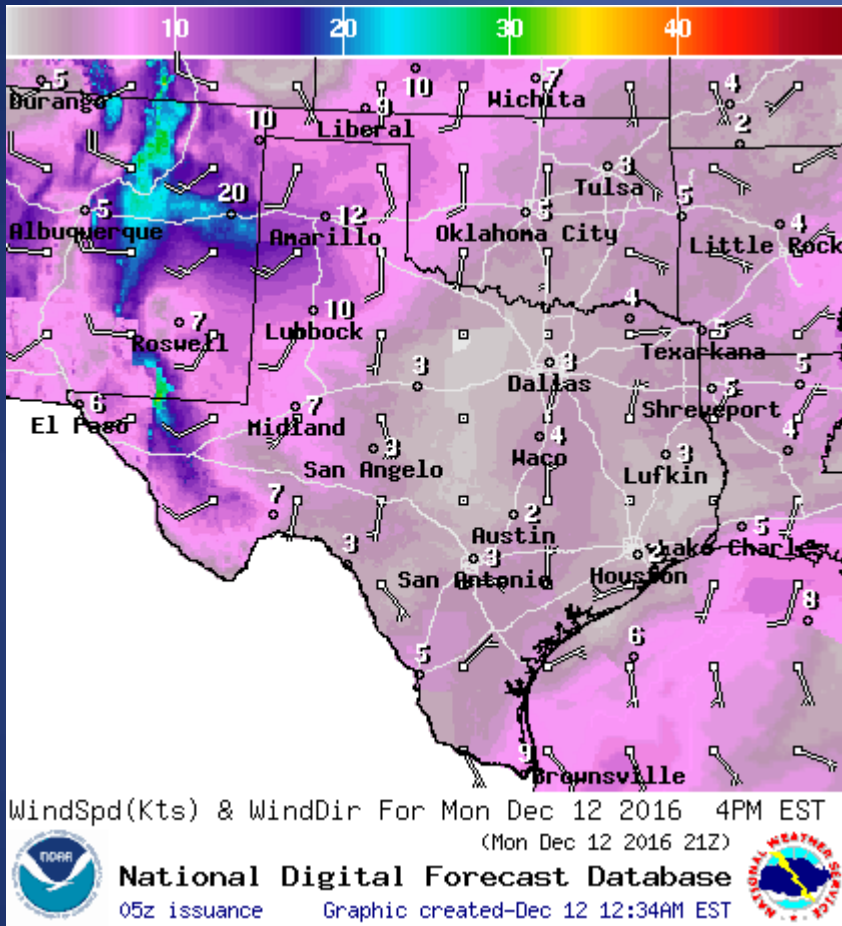 10 20 30 40
5 10 7 4
Durango Wichita
9 2
Liberal
10
3
Tulsa
5 20 12 5 5 4
Albuquerque Amarillo Oklahoma City Little Rock
7 10 4 5
Roswell Lubbock Texarkana
3 3 5 5
Dallas
6 7 Shreveport
El Paso Midland
3 4 3 4
San Angelo Waco Lufkin
7 2 5
Austin
3 3 2 Lake Charles
San Antonio Houston
8
6
5
9
Brownsville
WindSpd(Kts) & WindDir For Mon Dec 12 2016 4PM EST
(Mon Dec 12 2016 21Z)
NOAA
National Digital Forecast Database
05z issuance Graphic created-Dec 12 12:34AM EST
NATIONAL WEATHER SERVICE